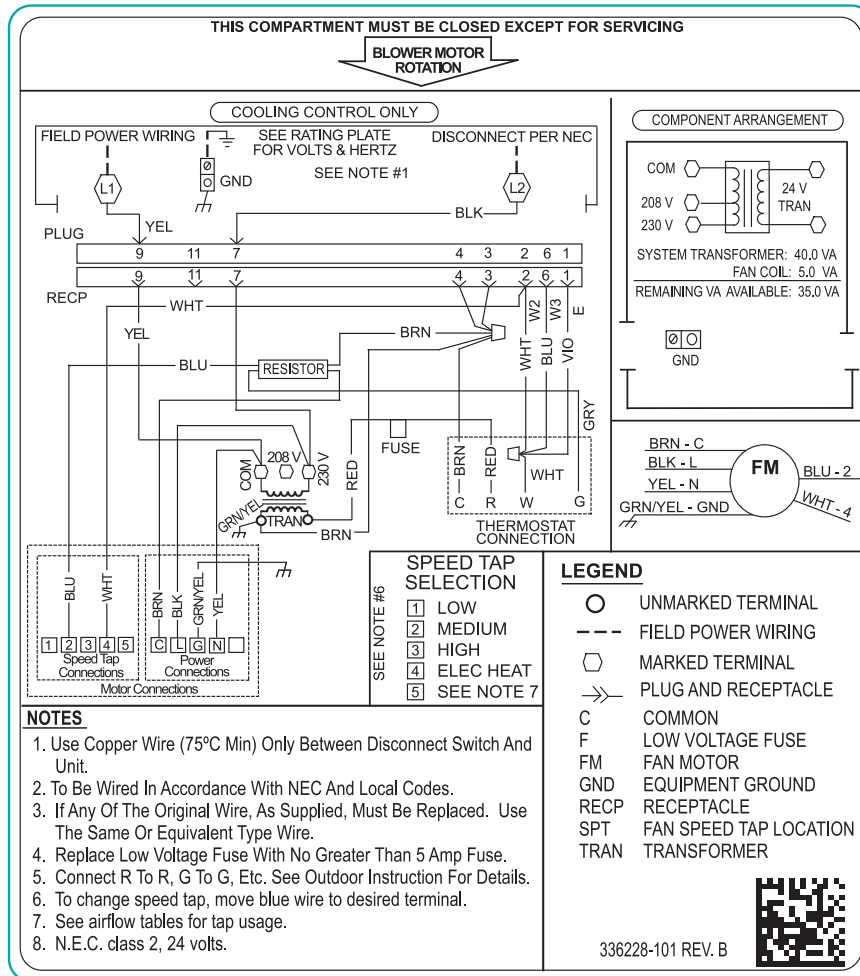 THIS COMPARTMENT MUST BE CLOSED EXCEPT FOR SERVICING
BLOWER MOTOR
ROTATION
COOLING CONTROL ONLY
FIELD POWER WIRING
SEE RATING PLATE
FOR VOLTS & HERTZ
SEE NOTE #1
DISCONNECT PER NEC
L1
GND
L2
YEL
BLK
PLUG
9 11 7 4 3 2 6 1
9 11 7 4 3 2 6 1
RECP
WHT
YEL
BRN
BLU
RESISTOR
WHT
W2
BLU
W3
VIO
E
GRY
FUSE
COM
208 V
230 V
RED
BRN
RED
WHT
C R W G
THERMOSTAT
CONNECTION
GRN/YEL
TRAN
BRN
BLU
WHT
BRN
BLK
GRN/YEL
YEL
1 2 3 4 5
Speed Tap
Connections
C L G N
Power
Connections
Motor Connections
SEE NOTE #6
SPEED TAP
SELECTION
1 LOW
2 MEDIUM
3 HIGH
4 ELEC HEAT
5 SEE NOTE 7
COMPONENT ARRANGEMENT
COM
208 V
230 V
24 V
TRAN
SYSTEM TRANSFORMER: 40.0 VA
FAN COIL: 5.0 VA
REMAINING VA AVAILABLE: 35.0 VA
GND
BRN - C
BLK - L
YEL - N
GRN/YEL - GND
FM
BLU - 2
WHT - 4
LEGEND
UNMARKED TERMINAL
FIELD POWER WIRING
MARKED TERMINAL
PLUG AND RECEPTACLE
C COMMON
F LOW VOLTAGE FUSE
FM FAN MOTOR
GND EQUIPMENT GROUND
RECP RECEPTACLE
SPT FAN SPEED TAP LOCATION
TRAN TRANSFORMER
336228-101 REV. B
NOTES
1. Use Copper Wire (75ºC Min) Only Between Disconnect Switch And
Unit.
2. To Be Wired In Accordance With NEC And Local Codes.
3. If Any Of The Original Wire, As Supplied, Must Be Replaced. Use
The Same Or Equivalent Type Wire.
4. Replace Low Voltage Fuse With No Greater Than 5 Amp Fuse.
5. Connect R To R, G To G, Etc. See Outdoor Instruction For Details.
6. To change speed tap, move blue wire to desired terminal.
7. See airflow tables for tap usage.
8. N.E.C. class 2, 24 volts.